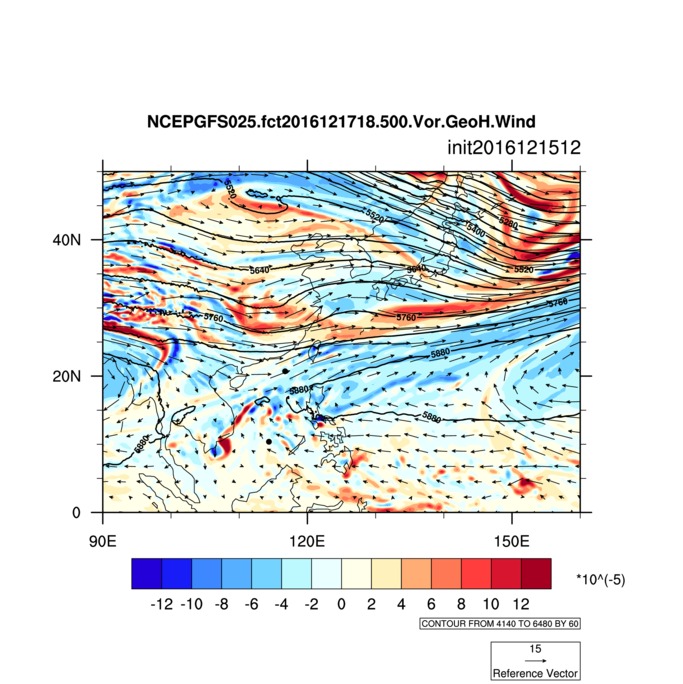 NCEPGFS025.fct2016121718.500.Vor.GeoH.Wind
init2016121512
5520
5520
5280
5400
40N
5640
5640
5520
5760
5760
5760
5880
20N
5880
5880
5880
0
90E 120E 150E
-12 -10 -8 -6 -4 -2 0 2 4 6 8 10 12
*10^(-5)
CONTOUR FROM 4140 TO 6480 BY 60
15
Reference Vector